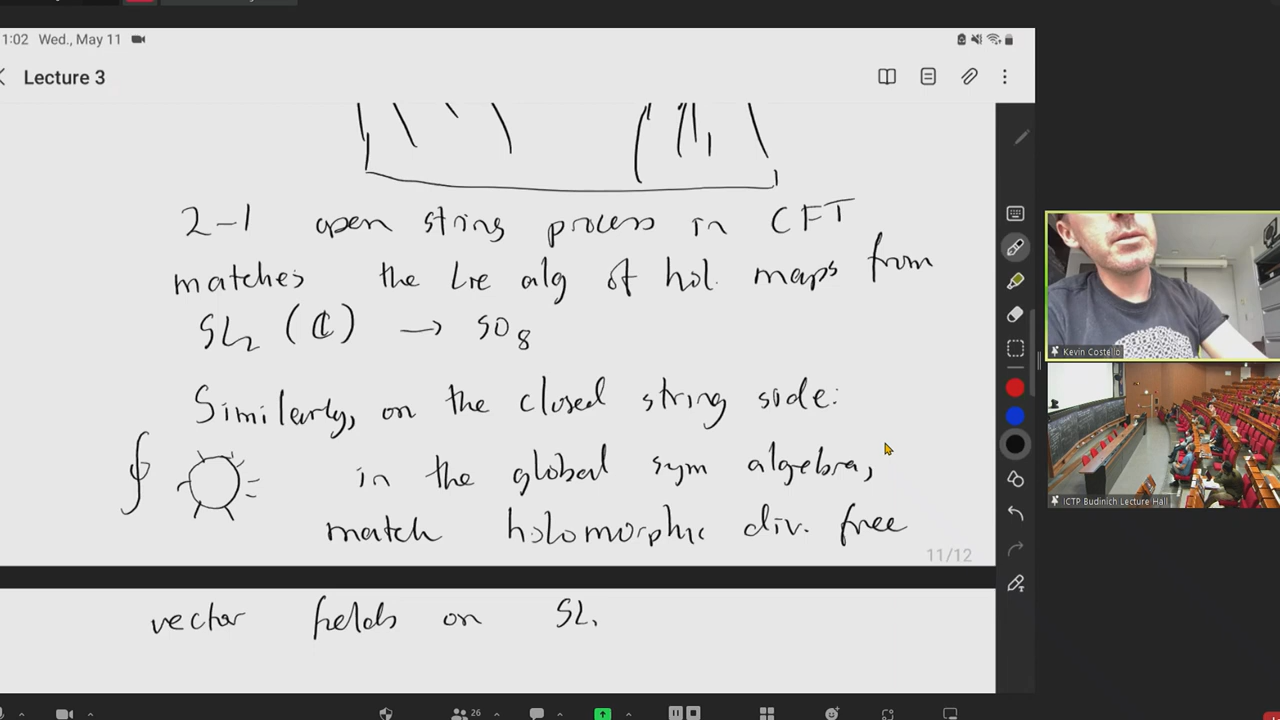 1:02 Wed., May 11
Lecture 3
2-1 open string process in CFT
matches the Lie alg of hol. maps from
SL₂ (ℂ) → so₈
Similarly, on the closed string side:
∮ in the global sym algebra,
match holomorphic div. free
11/12
vector fields on SL
Kevin Costello
ICTP Budinich Lecture Hall
26